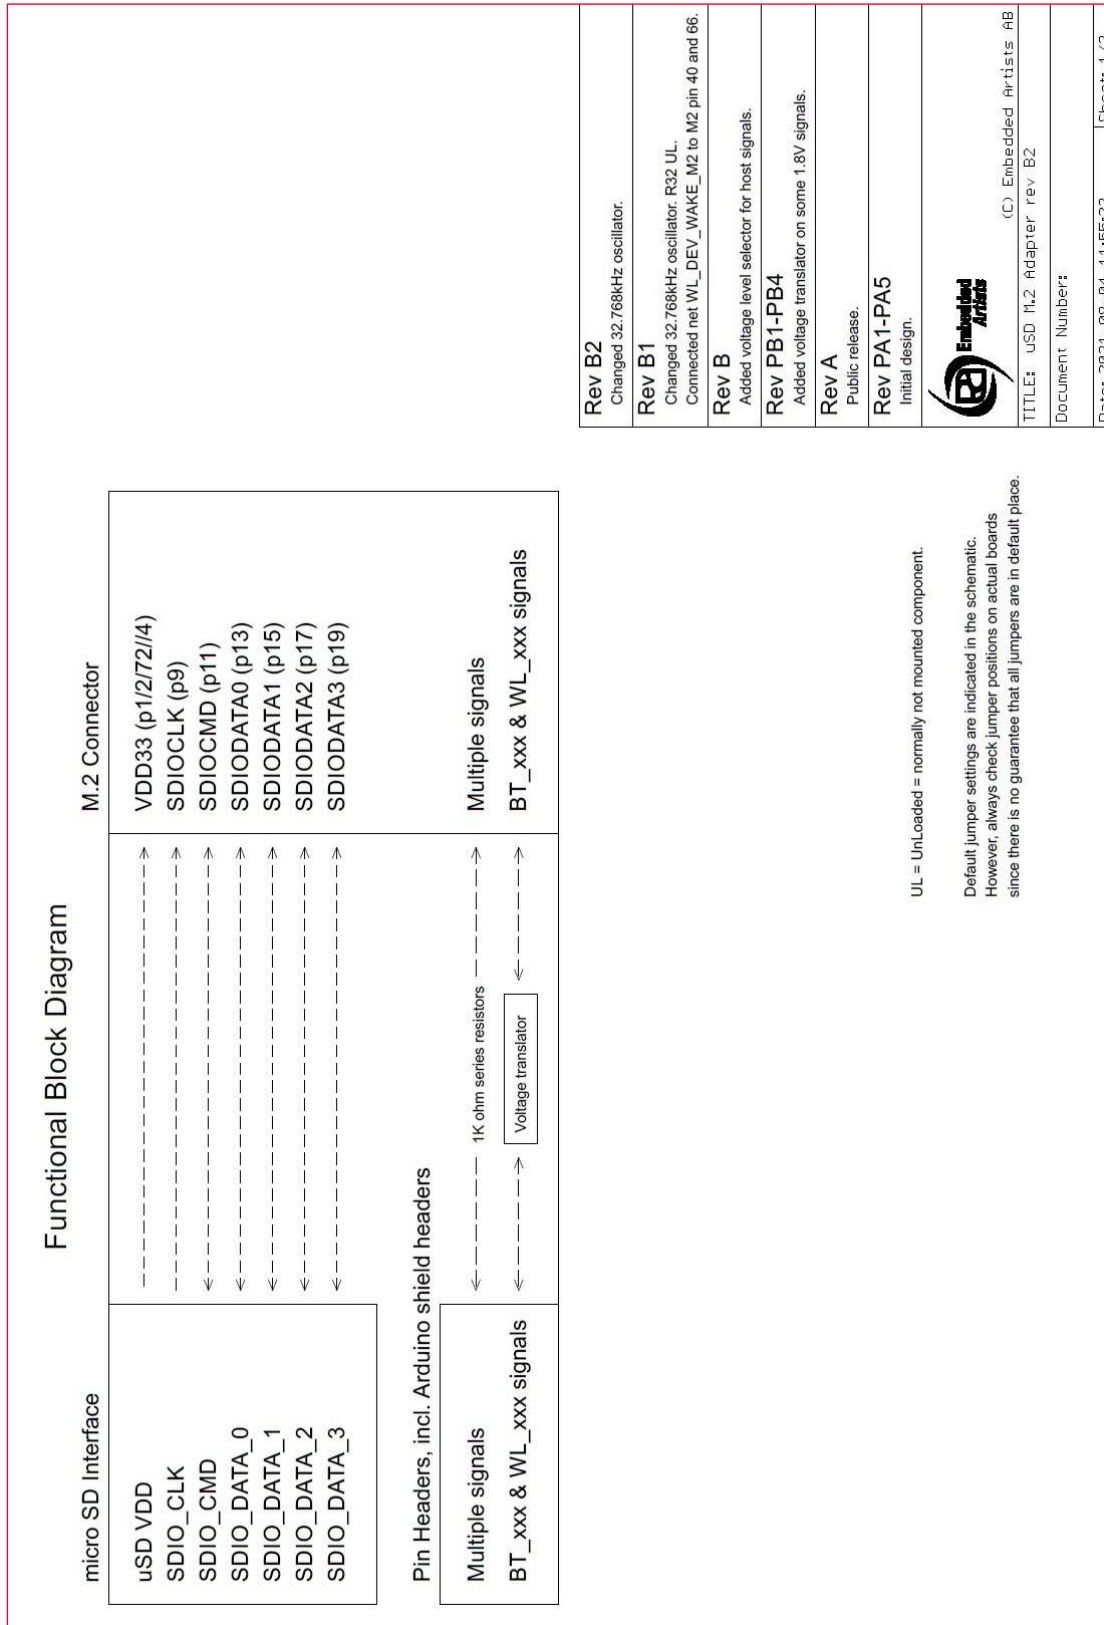 Functional Block Diagram
micro SD Interface
M.2 Connector
uSD VDD
VDD33 (p1/2/72//4)
SDIO_CLK
SDIOCLK (p9)
SDIO_CMD
SDIOCMD (p11)
SDIO_DATA_0
SDIODATA0 (p13)
SDIO_DATA_1
SDIODATA1 (p15)
SDIO_DATA_2
SDIODATA2 (p17)
SDIO_DATA_3
SDIODATA3 (p19)
Pin Headers, incl. Arduino shield headers
Multiple signals
1K ohm series resistors
Multiple signals
BT_xxx & WL_xxx signals
Voltage translator
BT_xxx & WL_xxx signals
UL = UnLoaded = normally not mounted component.
Default jumper settings are indicated in the schematic.
However, always check jumper positions on actual boards
since there is no guarantee that all jumpers are in default place.
Rev B2
Changed 32.768kHz oscillator.
Rev B1
Changed 32.768kHz oscillator. R32 UL.
Connected net WL_DEV_WAKE_M2 to M2 pin 40 and 66.
Rev B
Added voltage level selector for host signals.
Rev PB1-PB4
Added voltage translator on some 1.8V signals.
Rev A
Public release.
Rev PA1-PA5
Initial design.
Embedded
Artists
(C) Embedded Artists AB
TITLE: uSD M.2 Adapter rev B2
Document Number: